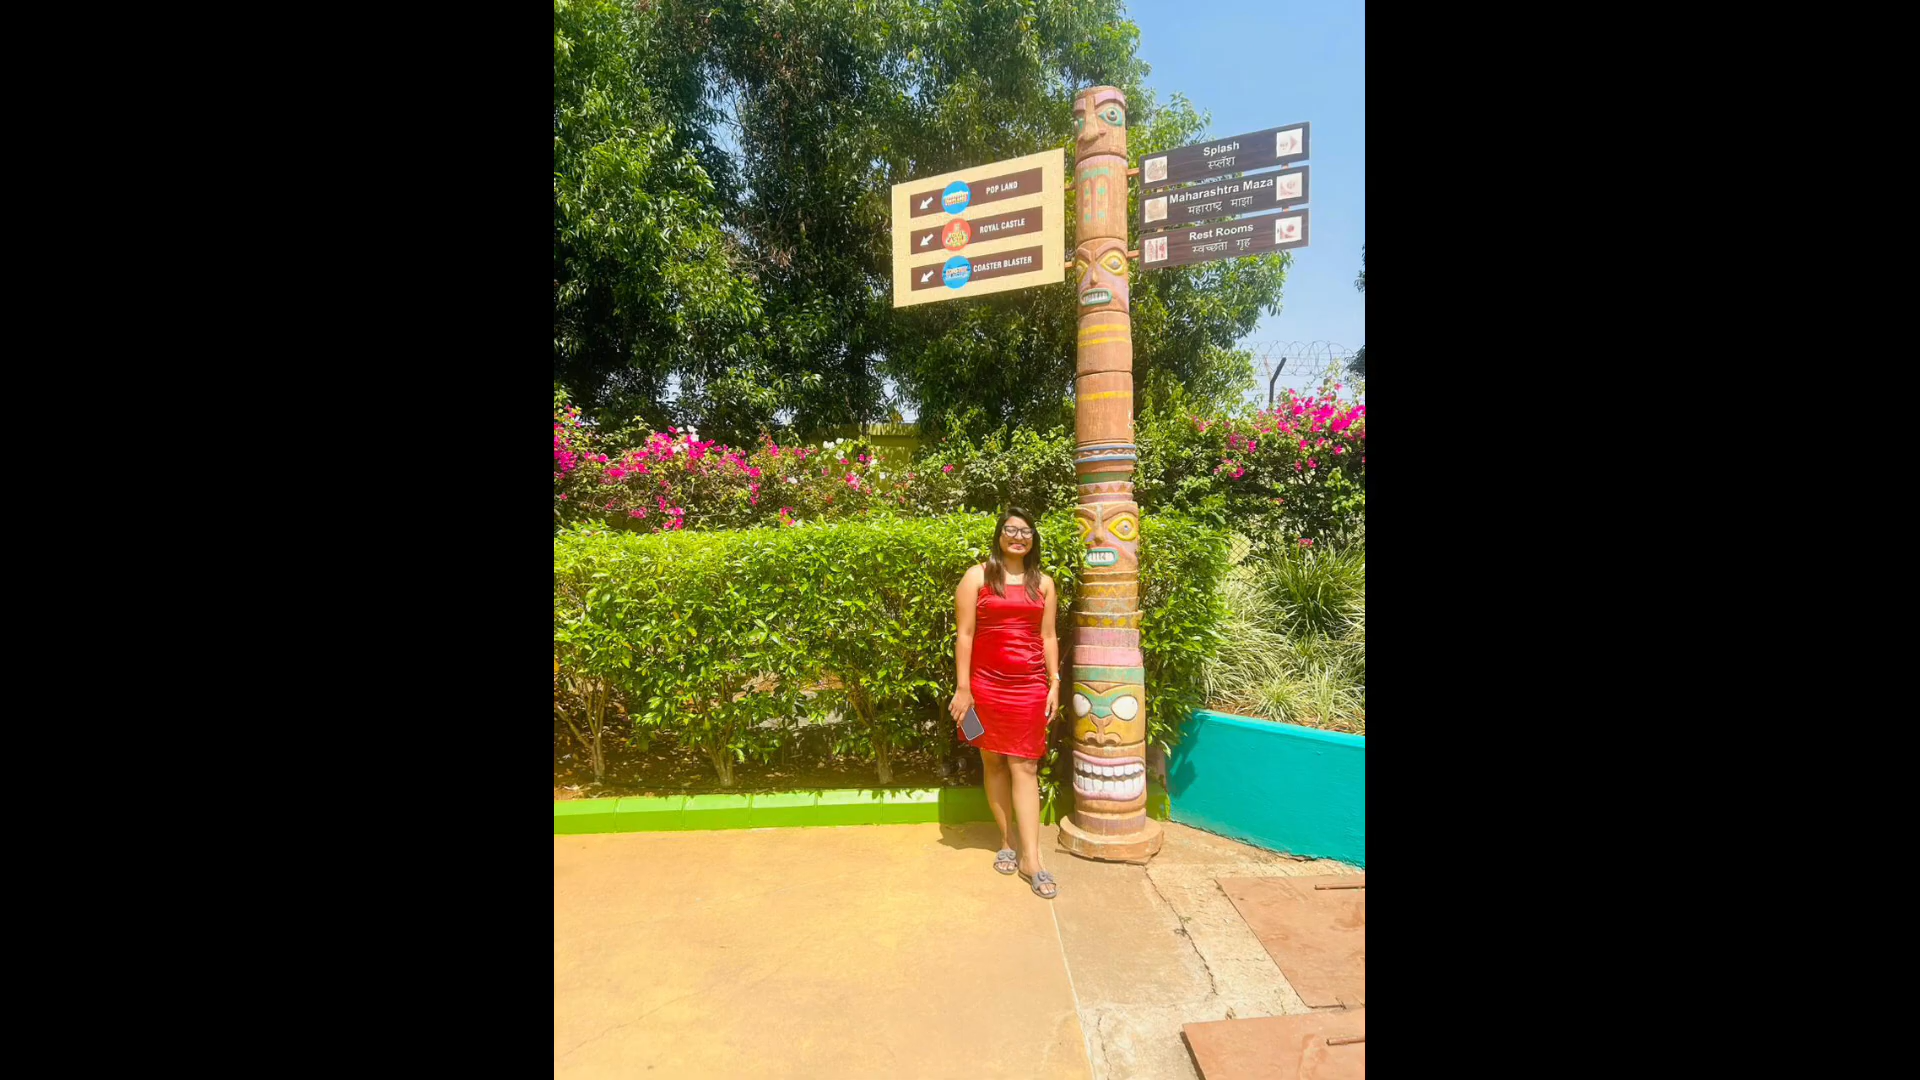 POP LAND
ROYAL CASTLE
COASTER BLASTER
Splash
स्प्लॅश
Maharashtra Maza
महाराष्ट्र माझा
Rest Rooms
स्वच्छता गृह